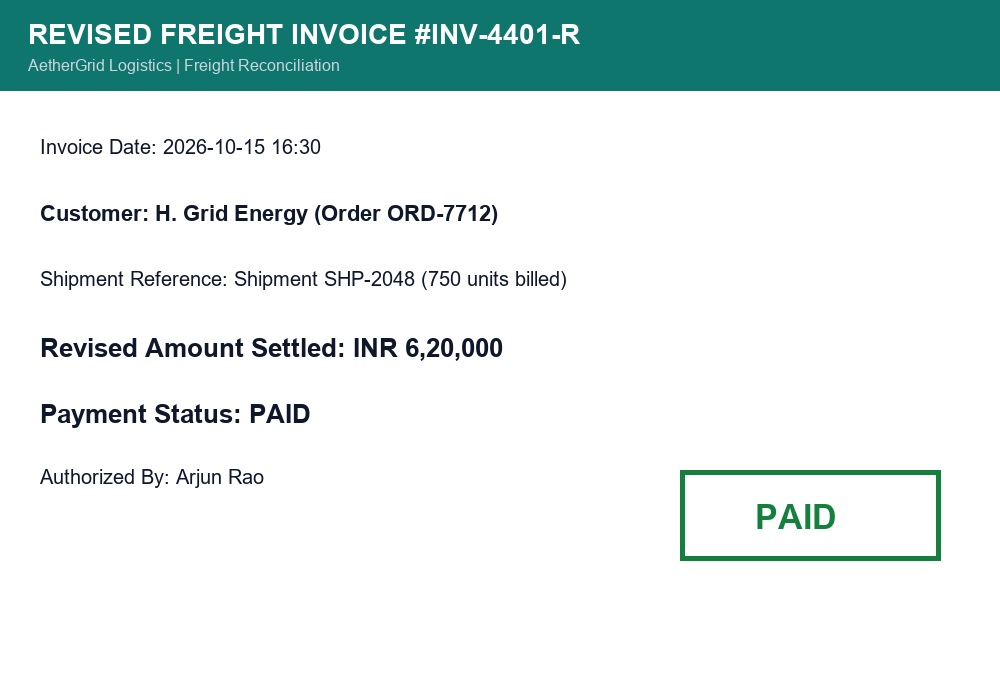 REVISED FREIGHT INVOICE #INV-4401-R
AetherGrid Logistics | Freight Reconciliation
Invoice Date: 2026-10-15 16:30
Customer: H. Grid Energy (Order ORD-7712)
Shipment Reference: Shipment SHP-2048 (750 units billed)
Revised Amount Settled: INR 6,20,000
Payment Status: PAID
Authorized By: Arjun Rao
PAID